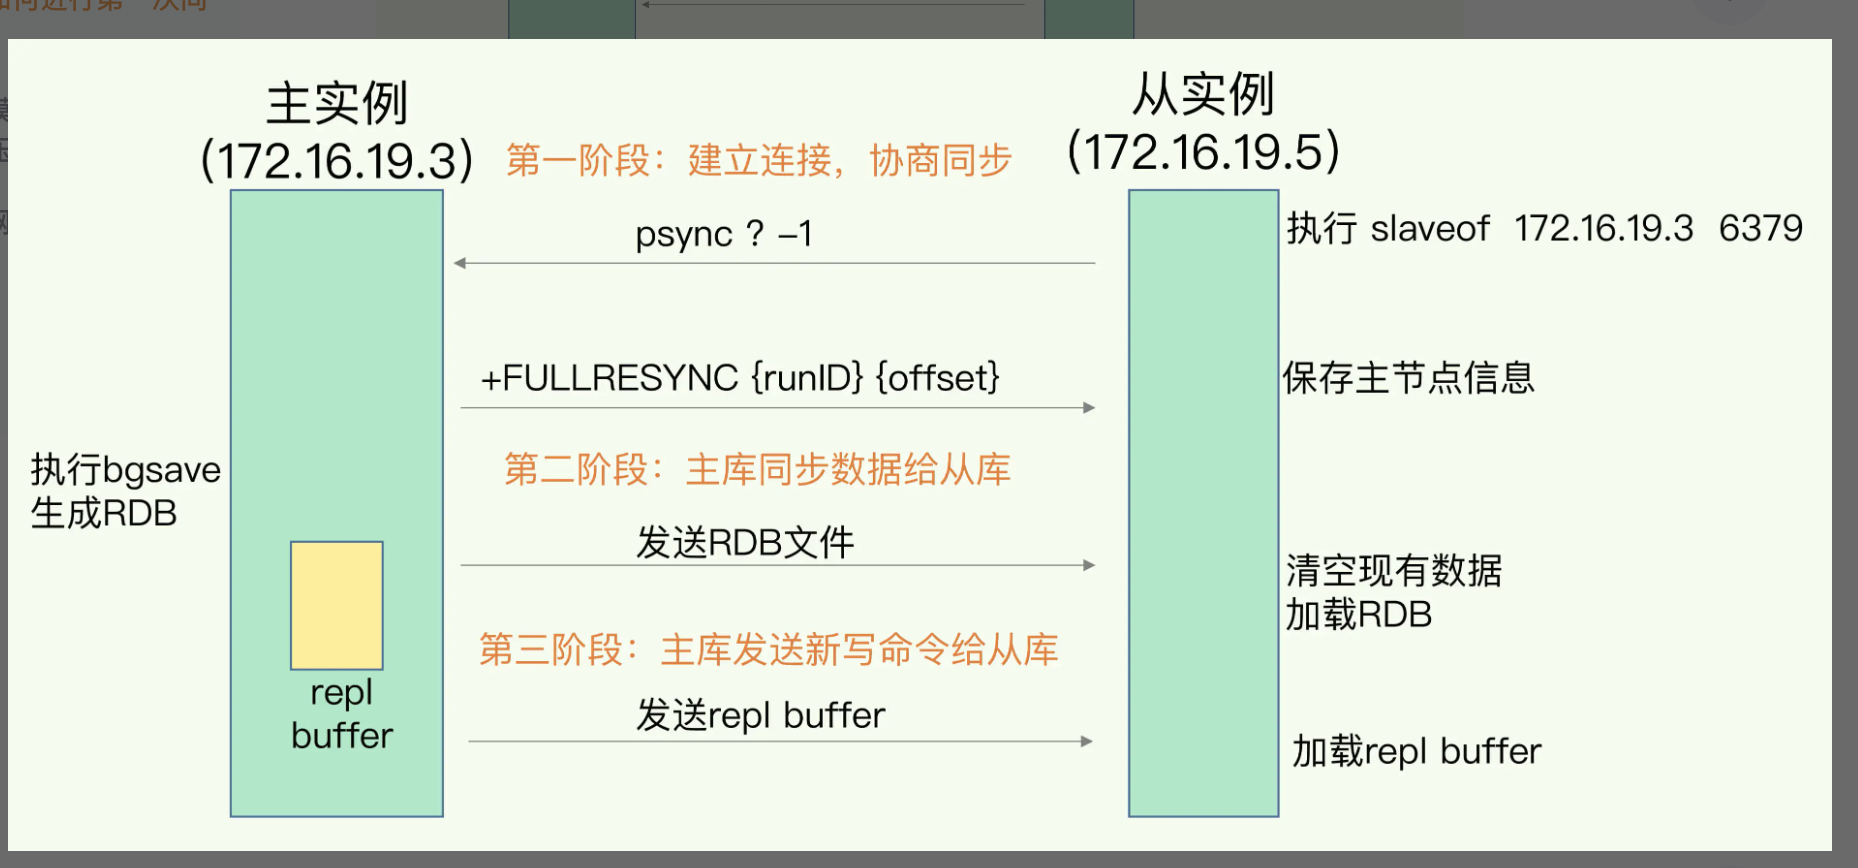 主实例
(172.16.19.3)
从实例
(172.16.19.5)
第一阶段：建立连接，协商同步
psync ? –1
执行 slaveof 172.16.19.3 6379
+FULLRESYNC {runID} {offset}
保存主节点信息
执行bgsave
生成RDB
第二阶段：主库同步数据给从库
发送RDB文件
清空现有数据
加载RDB
第三阶段：主库发送新写命令给从库
repl
buffer
发送repl buffer
加载repl buffer